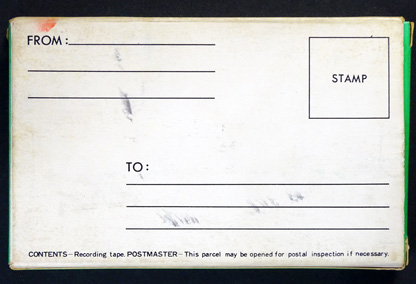 FROM:
STAMP
TO:
CONTENTS—Recording tape. POSTMASTER—This parcel may be opened for postal inspection if necessary.